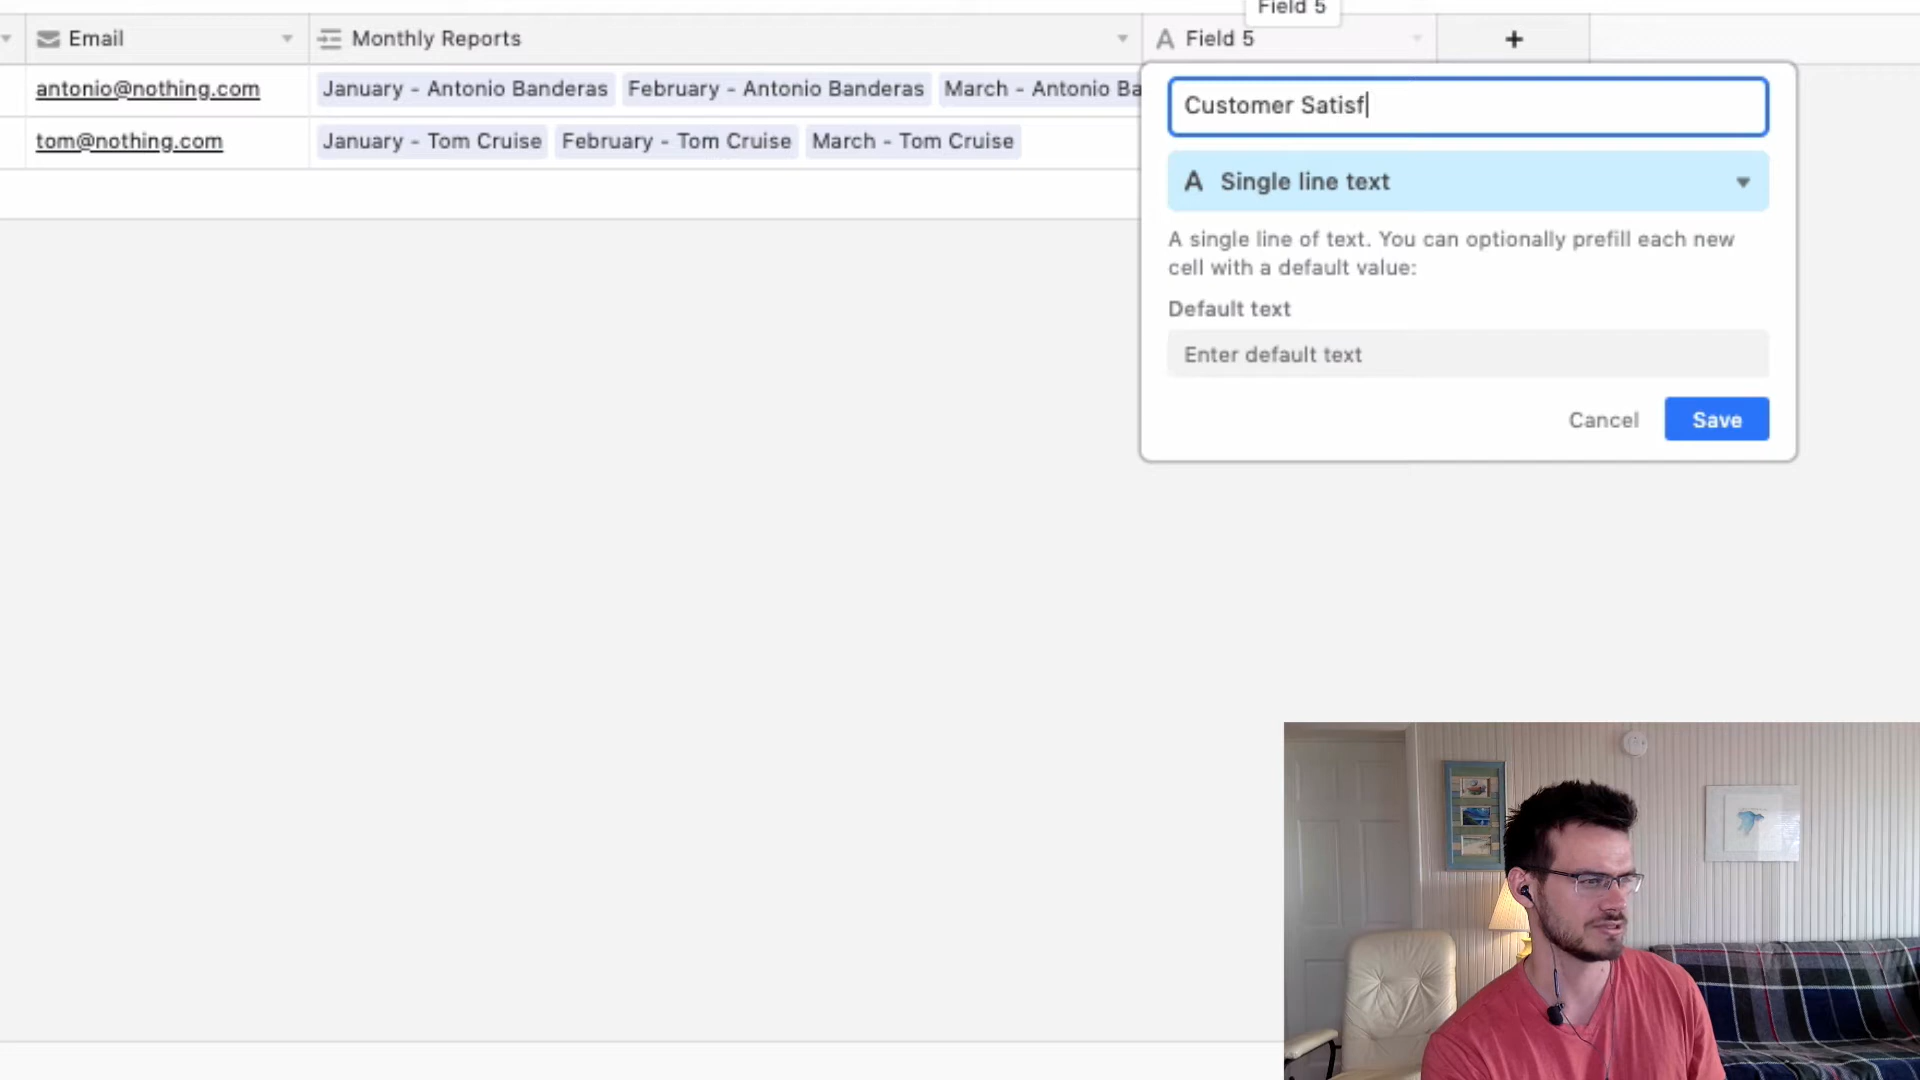 Field 5
Email
Monthly Reports
A Field 5
+
antonio@nothing.com
January - Antonio Banderas
February - Antonio Banderas
March - Antonio Ba
tom@nothing.com
January - Tom Cruise
February - Tom Cruise
March - Tom Cruise
Customer Satisf
A Single line text
A single line of text. You can optionally prefill each new
cell with a default value:
Default text
Enter default text
Cancel
Save